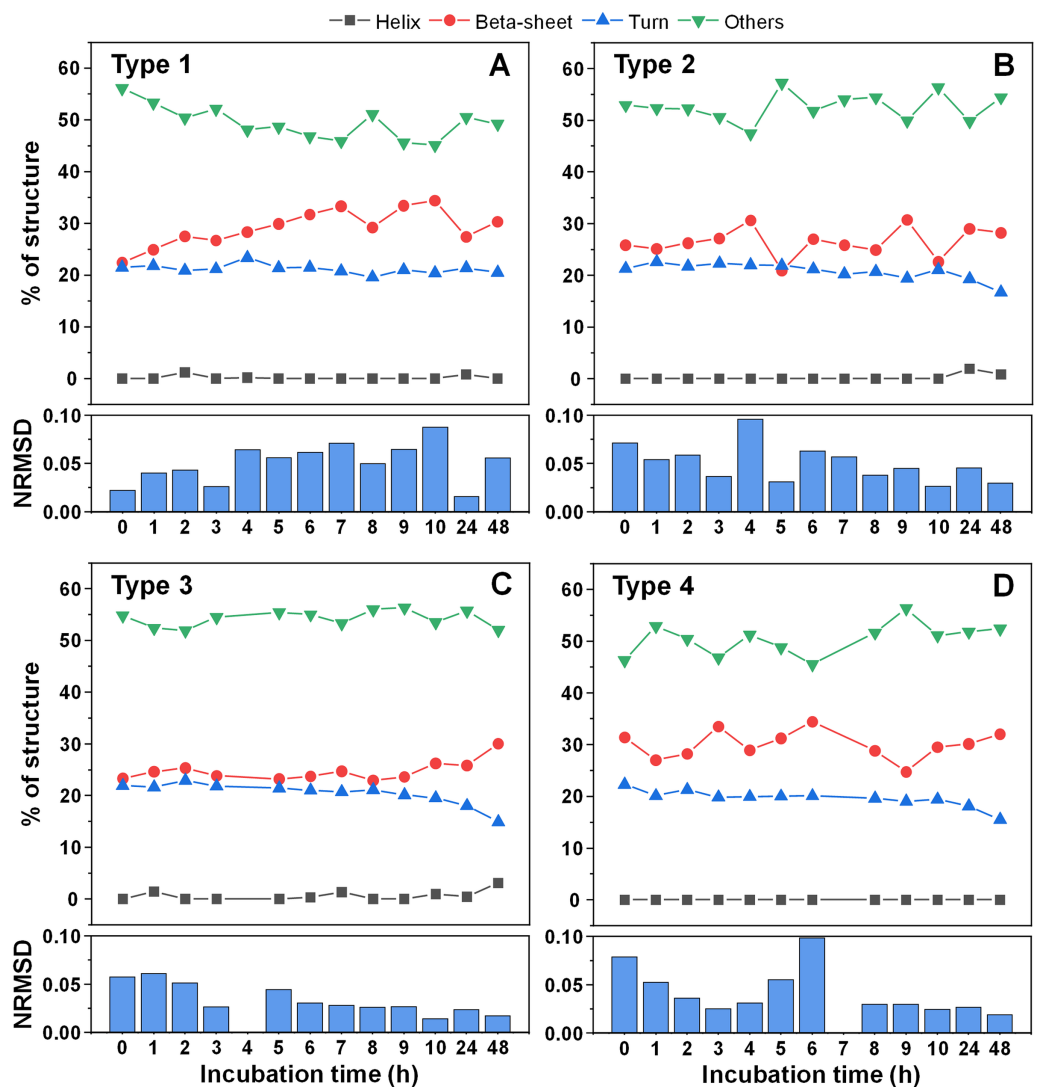 Helix Beta-sheet Turn Others
Type 1 A
% of structure
60
50
40
30
20
10
0
NRMSD
0.10
0.05
0.00
0 1 2 3 4 5 6 7 8 9 10 24 48
Type 2 B
60
50
40
30
20
10
0
0.10
0.05
0.00
0 1 2 3 4 5 6 7 8 9 10 24 48
Type 3 C
% of structure
60
50
40
30
20
10
0
NRMSD
0.10
0.05
0.00
0 1 2 3 4 5 6 7 8 9 10 24 48
Incubation time (h)
Type 4 D
60
50
40
30
20
10
0
0.10
0.05
0.00
0 1 2 3 4 5 6 7 8 9 10 24 48
Incubation time (h)